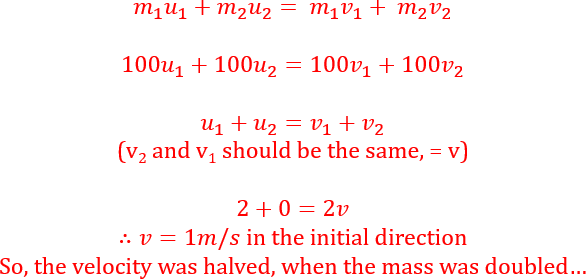 m₁u₁ + m₂u₂ = m₁v₁ + m₂v₂
100u₁ + 100u₂ = 100v₁ + 100v₂
u₁ + u₂ = v₁ + v₂
(v₂ and v₁ should be the same, = v)
2 + 0 = 2v
∴ v = 1m/s in the initial direction
So, the velocity was halved, when the mass was doubled…